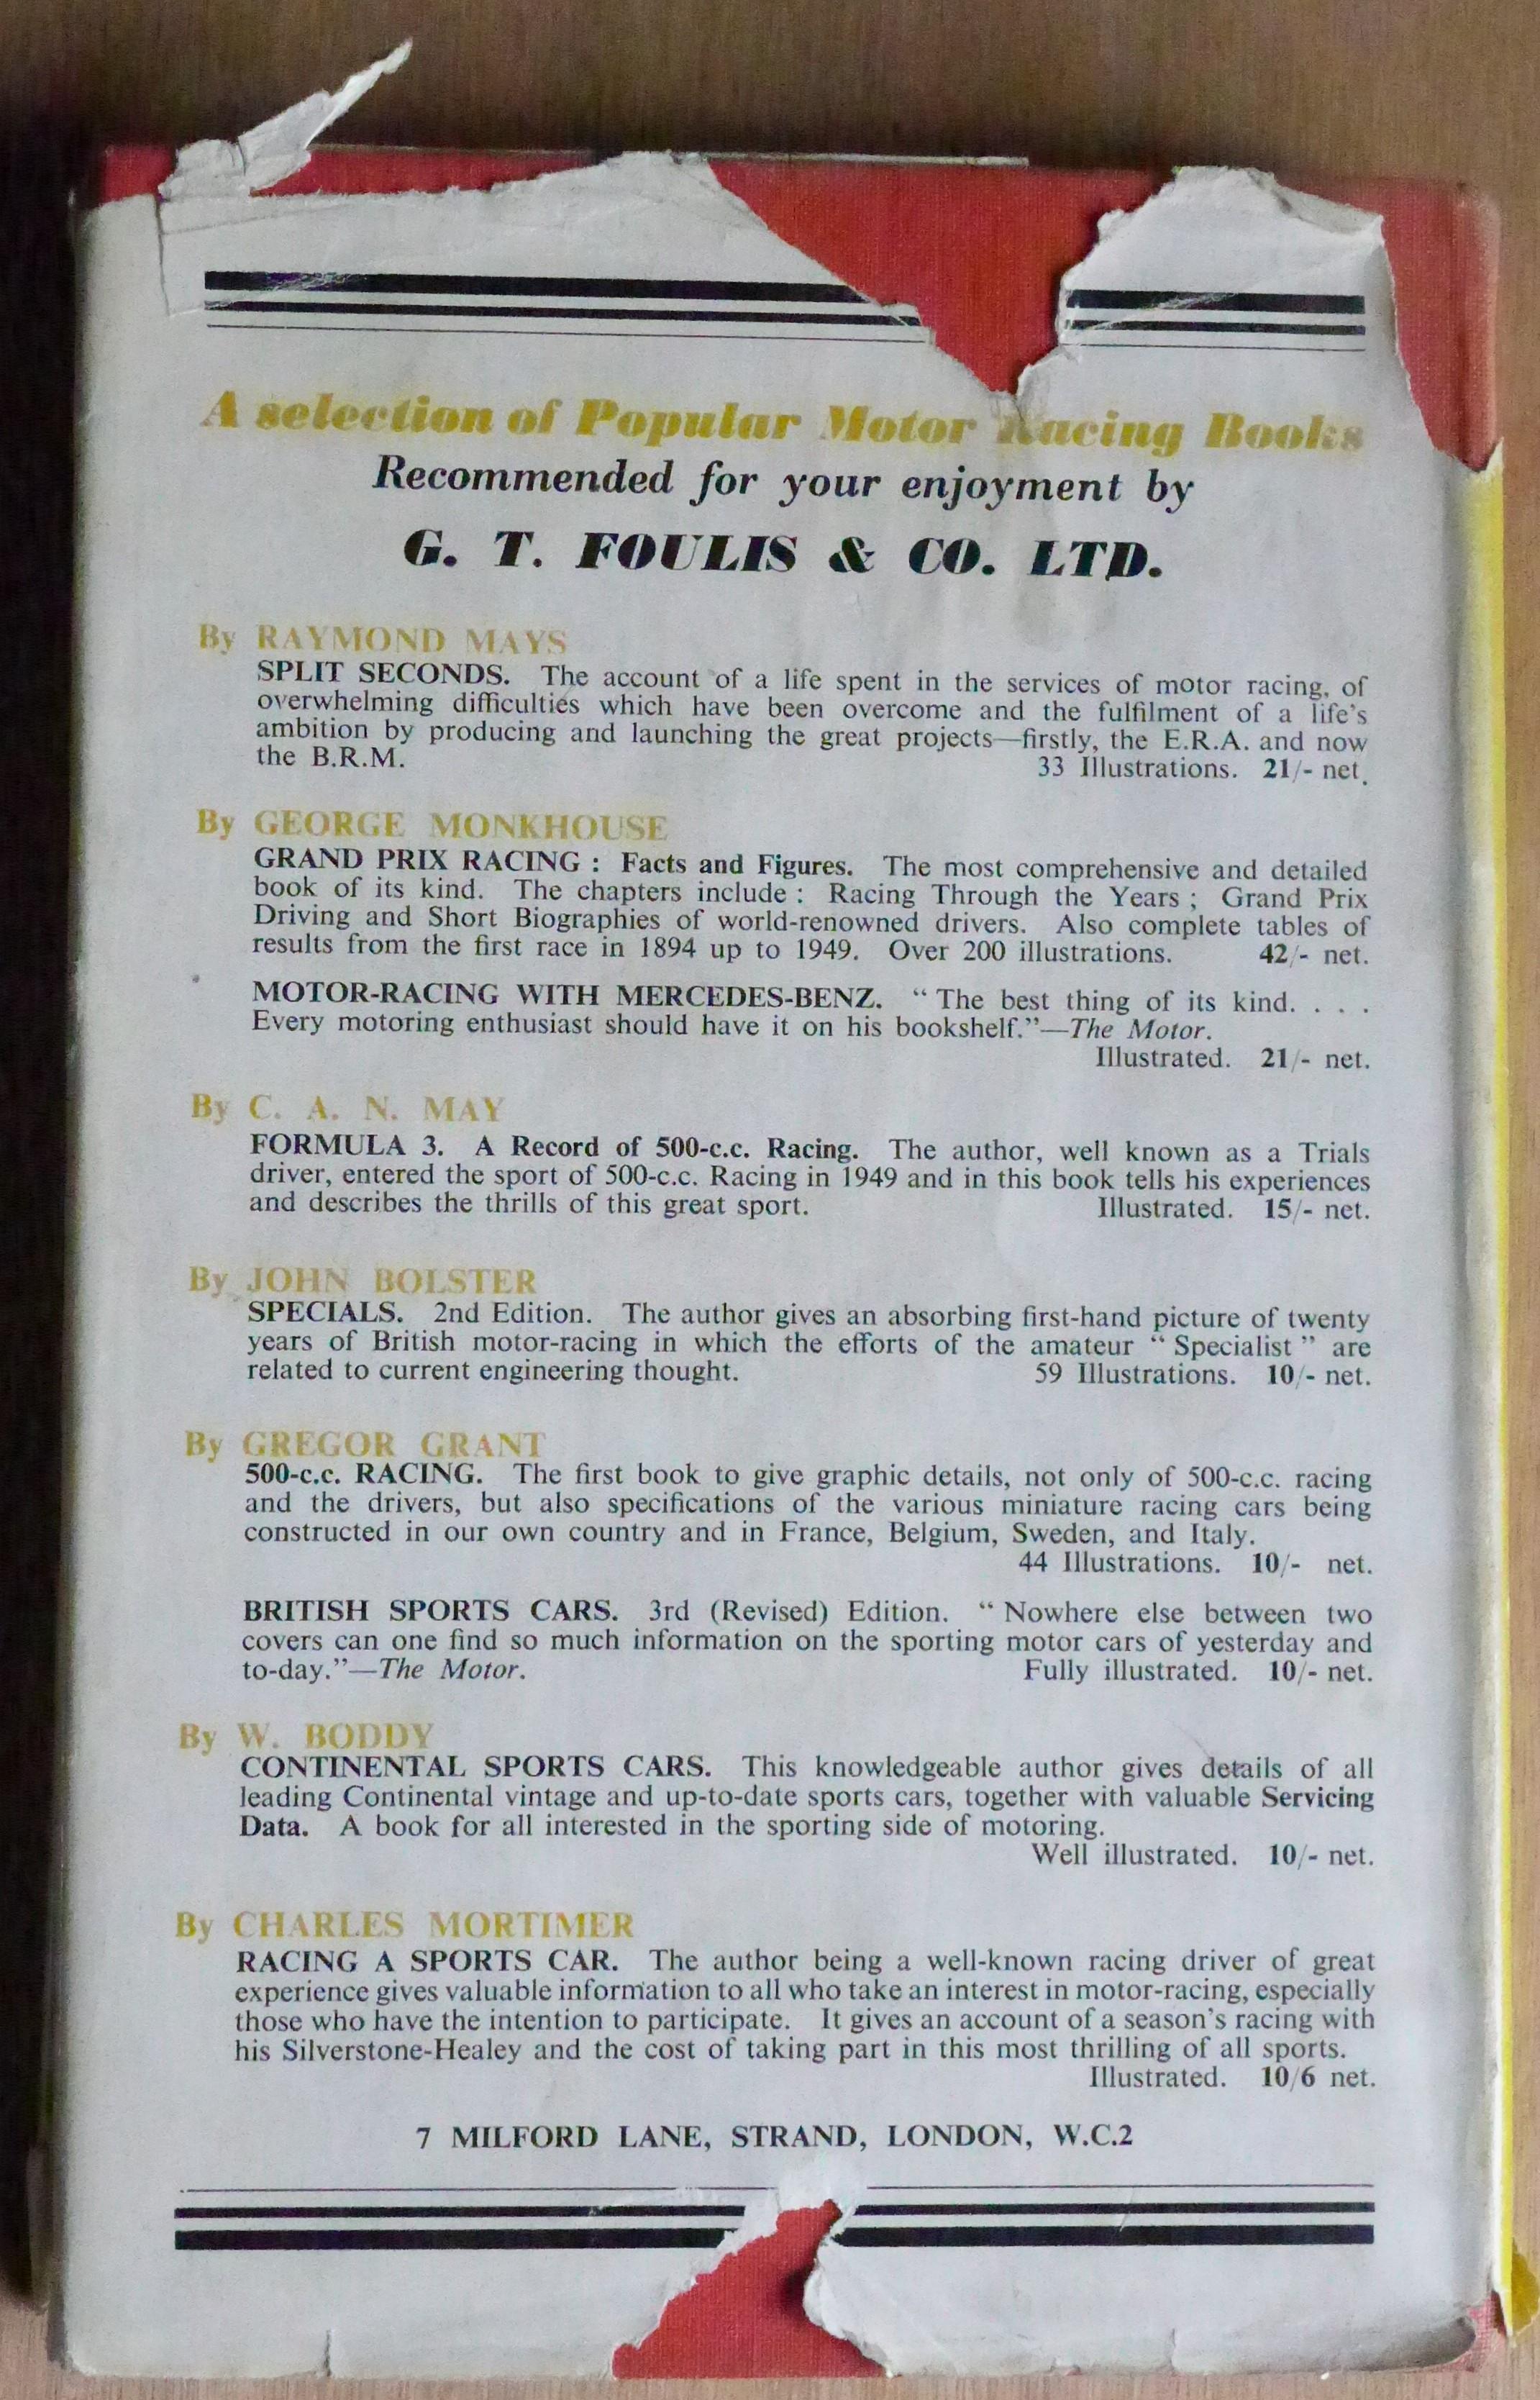 A selection of Popular Motor Racing Books
Recommended for your enjoyment by
G. T. FOULIS & CO. LTD.
By RAYMOND MAYS
SPLIT SECONDS. The account of a life spent in the services of motor racing, of
overwhelming difficulties which have been overcome and the fulfilment of a life's
ambition by producing and launching the great projects—firstly, the E.R.A. and now
the B.R.M. 33 Illustrations. 21/- net.
By GEORGE MONKHOUSE
GRAND PRIX RACING : Facts and Figures. The most comprehensive and detailed
book of its kind. The chapters include : Racing Through the Years ; Grand Prix
Driving and Short Biographies of world-renowned drivers. Also complete tables of
results from the first race in 1894 up to 1949. Over 200 illustrations. 42/- net.
MOTOR-RACING WITH MERCEDES-BENZ. “ The best thing of its kind. . . .
Every motoring enthusiast should have it on his bookshelf.”—The Motor.
Illustrated. 21/- net.
By C. A. N. MAY
FORMULA 3. A Record of 500-c.c. Racing. The author, well known as a Trials
driver, entered the sport of 500-c.c. Racing in 1949 and in this book tells his experiences
and describes the thrills of this great sport. Illustrated. 15/- net.
By JOHN BOLSTER
SPECIALS. 2nd Edition. The author gives an absorbing first-hand picture of twenty
years of British motor-racing in which the efforts of the amateur “ Specialist ” are
related to current engineering thought. 59 Illustrations. 10/- net.
By GREGOR GRANT
500-c.c. RACING. The first book to give graphic details, not only of 500-c.c. racing
and the drivers, but also specifications of the various miniature racing cars being
constructed in our own country and in France, Belgium, Sweden, and Italy.
44 Illustrations. 10/- net.
BRITISH SPORTS CARS. 3rd (Revised) Edition. “ Nowhere else between two
covers can one find so much information on the sporting motor cars of yesterday and
to-day.”—The Motor. Fully illustrated. 10/- net.
By W. BODDY
CONTINENTAL SPORTS CARS. This knowledgeable author gives details of all
leading Continental vintage and up-to-date sports cars, together with valuable Servicing
Data. A book for all interested in the sporting side of motoring.
Well illustrated. 10/- net.
By CHARLES MORTIMER
RACING A SPORTS CAR. The author being a well-known racing driver of great
experience gives valuable information to all who take an interest in motor-racing, especially
those who have the intention to participate. It gives an account of a season's racing with
his Silverstone-Healey and the cost of taking part in this most thrilling of all sports.
Illustrated. 10/6 net.
7 MILFORD LANE, STRAND, LONDON, W.C.2